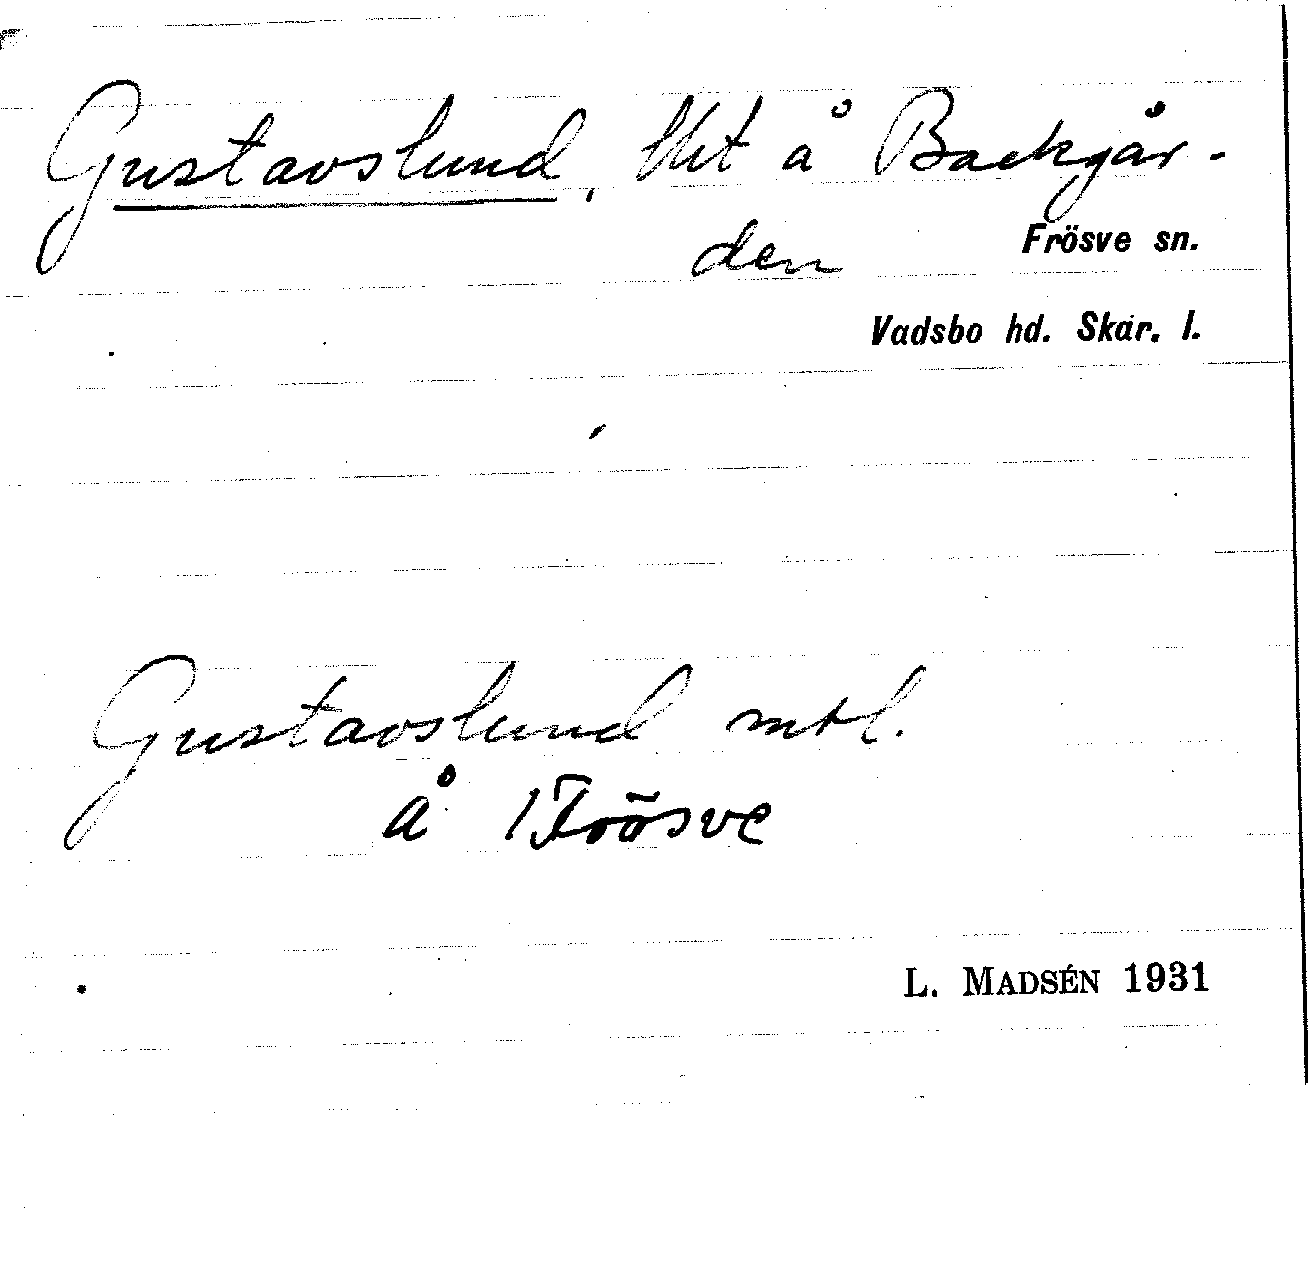 Gustavslund, lht å Backgår-
den
Frösve sn.
Vadsbo hd. Skar. l.
Gustavslund mtl.
å Frösve
L. MADSÉN 1931